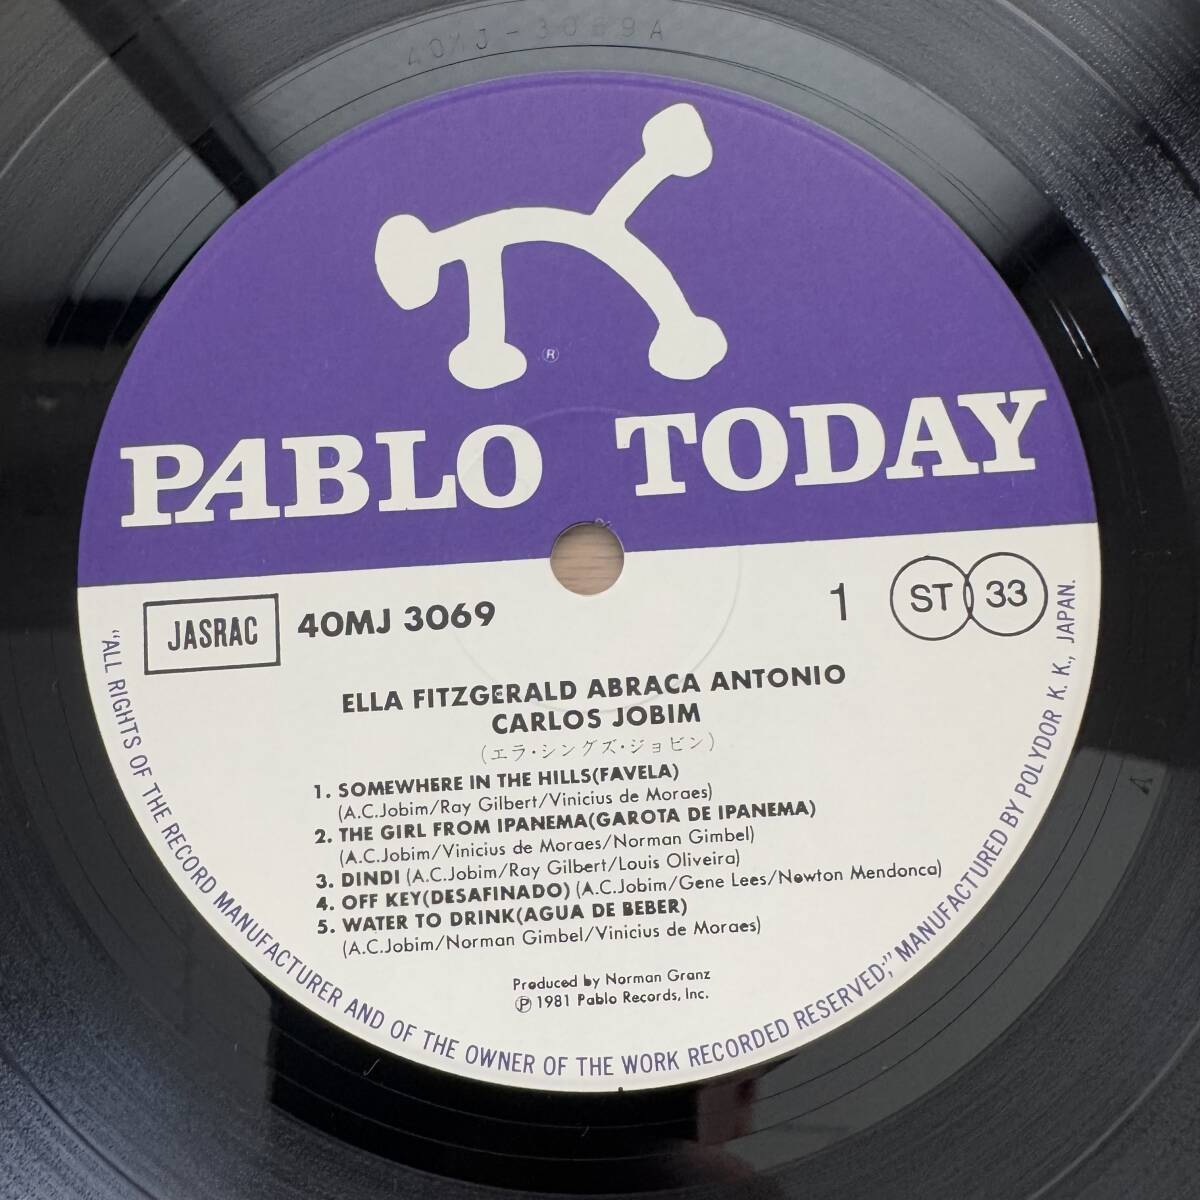 40MJ-3069A
®
PABLO TODAY
JASRAC
40MJ 3069
1
ST 33
ELLA FITZGERALD ABRACA ANTONIO
CARLOS JOBIM
(エラ・シングズ・ジョビン)
1. SOMEWHERE IN THE HILLS(FAVELA)
(A.C.Jobim/Ray Gilbert/Vinicius de Moraes)
2. THE GIRL FROM IPANEMA(GAROTA DE IPANEMA)
(A.C.Jobim/Vinicius de Moraes/Norman Gimbel)
3. DINDI (A.C.Jobim/Ray Gilbert/Louis Oliveira)
4. OFF KEY(DESAFINADO) (A.C.Jobim/Gene Lees/Newton Mendonca)
5. WATER TO DRINK(AGUA DE BEBER)
(A.C.Jobim/Norman Gimbel/Vinicius de Moraes)
Produced by Norman Granz
Ⓟ 1981 Pablo Records, Inc.
"ALL RIGHTS OF THE RECORD MANUFACTURER AND OF THE OWNER OF THE WORK RECORDED RESERVED;" MANUFACTURED BY POLYDOR K. K., JAPAN.
A